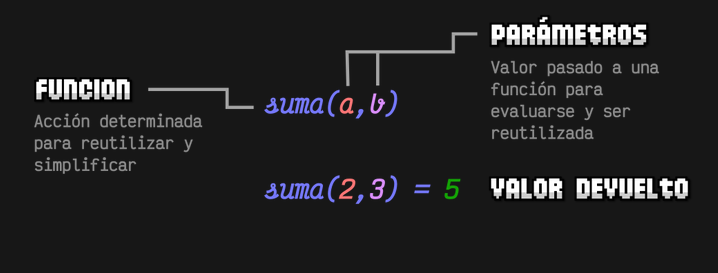 PARÁMETROS
Valor pasado a una
función para
evaluarse y ser
reutilizada
FUNCION
Acción determinada
para reutilizar y
simplificar
suma(a,b)
suma(2,3) = 5
VALOR DEVUELTO